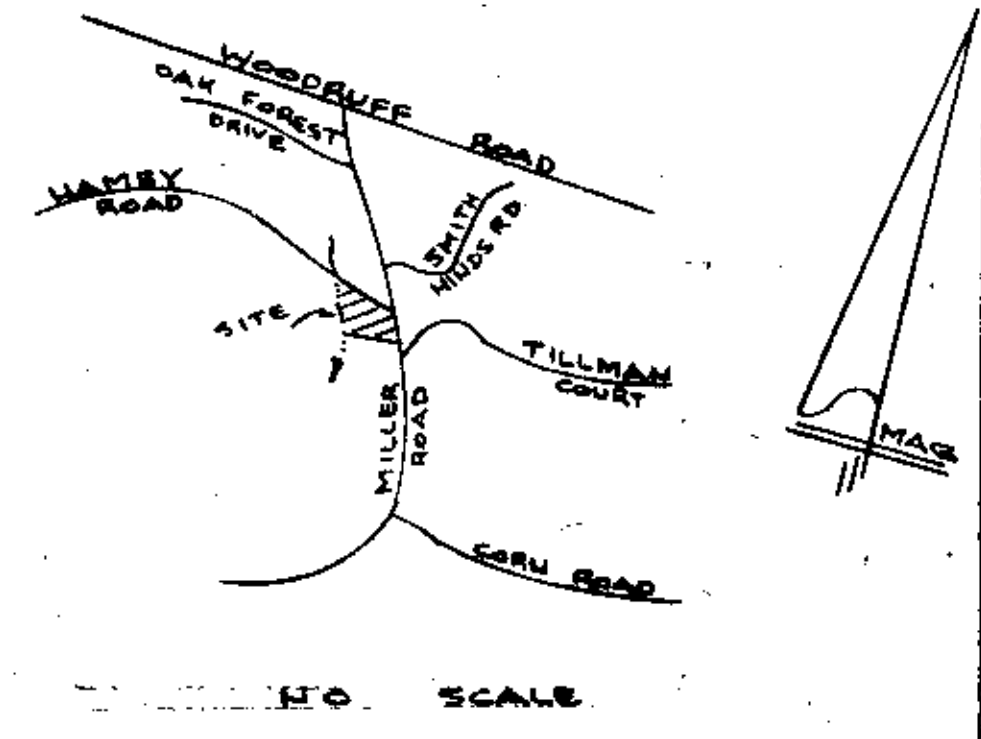 WOODRUFF ROAD
OAK FOREST
DRIVE
HAMBY
ROAD
SMITH
HINDS RD
SITE
TILLMAN
COURT
MILLER
ROAD
MAG
ROAD
NO SCALE